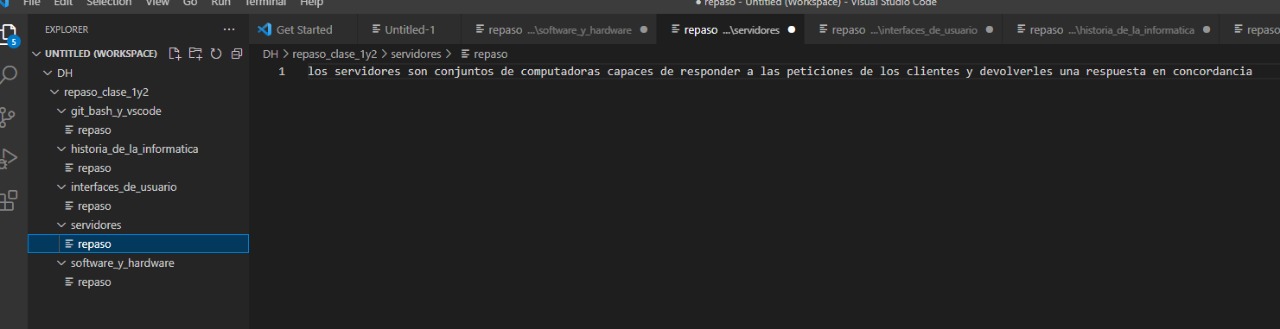 File Edit Selection View Go Run Terminal Help
● repaso - Untitled (Workspace) - Visual Studio Code
EXPLORER ...
Get Started
Untitled-1
repaso ...\software_y_hardware
repaso ...\servidores
repaso ...\interfaces_de_usuario
repaso ...\historia_de_la_informatica
repaso
5
UNTITLED (WORKSPACE)
DH > repaso_clase_1y2 > servidores > repaso
1 los servidores son conjuntos de computadoras capaces de responder a las peticiones de los clientes y devolverles una respuesta en concordancia
DH
repaso_clase_1y2
git_bash_y_vscode
repaso
historia_de_la_informatica
repaso
interfaces_de_usuario
repaso
servidores
repaso
software_y_hardware
repaso